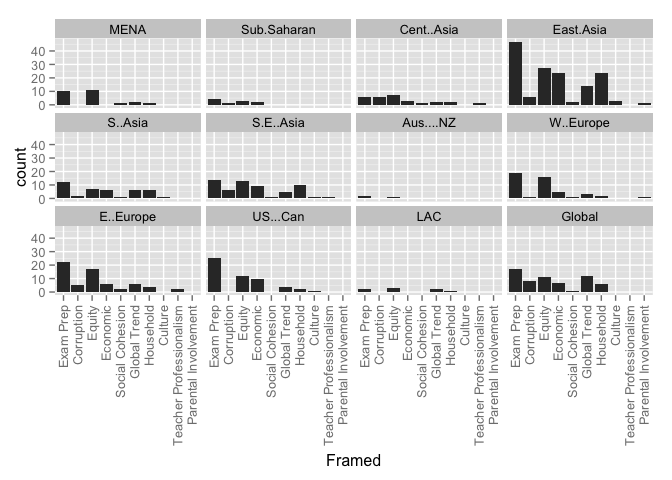 MENA Sub.Saharan Cent..Asia East.Asia
40
30
20
10
0
S..Asia S.E..Asia Aus....NZ W..Europe
count
40
30
20
10
0
E..Europe US...Can LAC Global
40
30
20
10
0
Exam Prep
Corruption
Equity
Economic
Social Cohesion
Global Trend
Household
Culture
Teacher Professionalism
Parental Involvement
Exam Prep
Corruption
Equity
Economic
Social Cohesion
Global Trend
Household
Culture
Teacher Professionalism
Parental Involvement
Exam Prep
Corruption
Equity
Economic
Social Cohesion
Global Trend
Household
Culture
Teacher Professionalism
Parental Involvement
Exam Prep
Corruption
Equity
Economic
Social Cohesion
Global Trend
Household
Culture
Teacher Professionalism
Parental Involvement
Framed